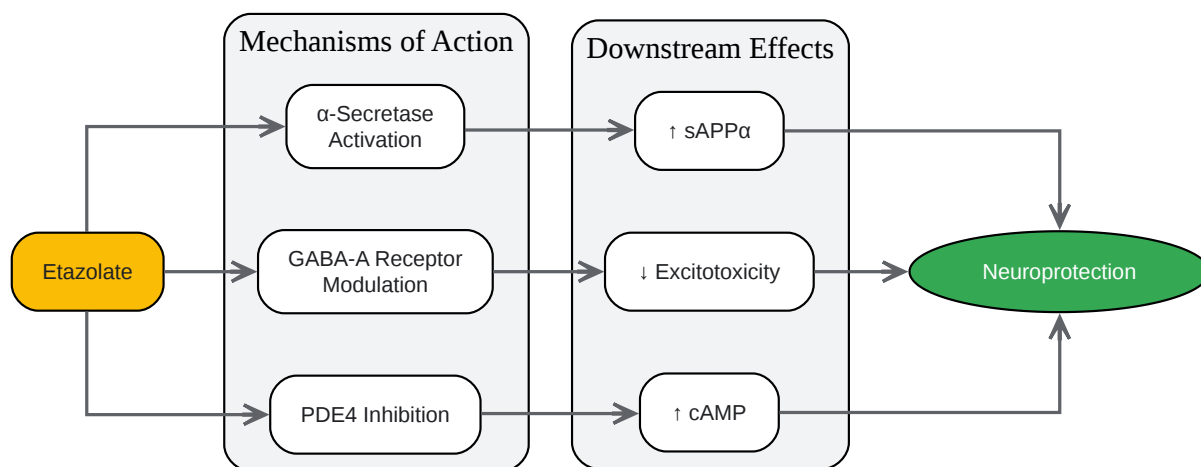 Mechanisms of Action
Downstream Effects
α-Secretase
Activation
↑ sAPPα
Etazolate
GABA-A Receptor
Modulation
↓ Excitotoxicity
Neuroprotection
PDE4 Inhibition
↑ cAMP